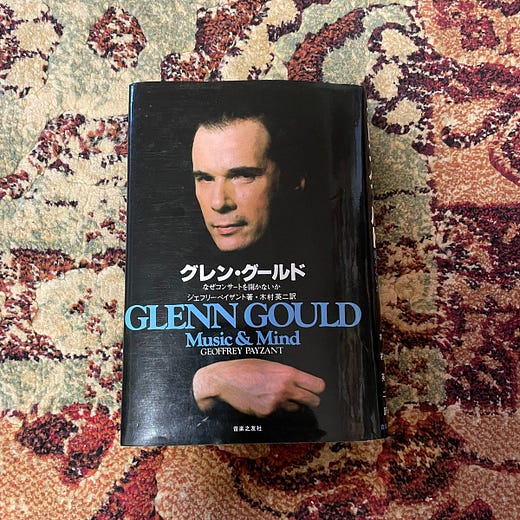 グレン・グールド
なぜコンサートを開かないか
ジェフリー・ペイザント著・木村英二訳
GLENN GOULD
Music & Mind
GEOFFREY PAYZANT
音楽之友社